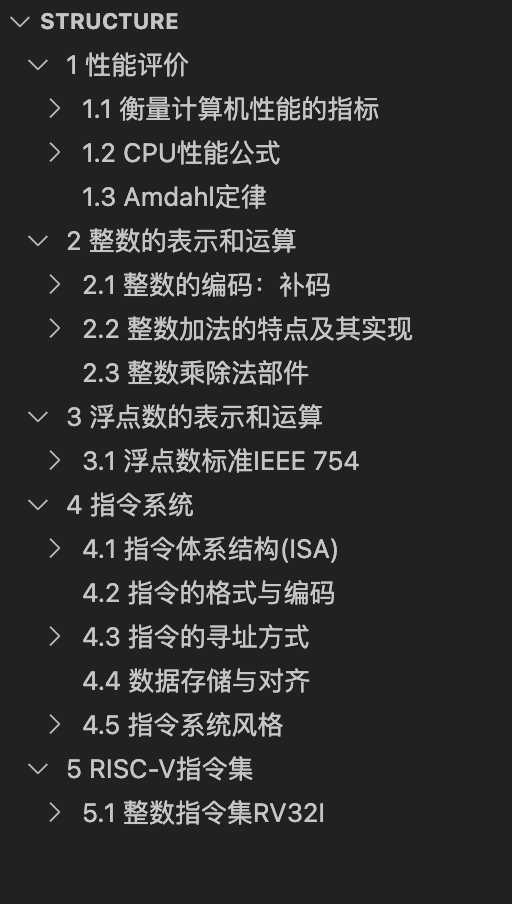 STRUCTURE
1 性能评价
1.1 衡量计算机性能的指标
1.2 CPU性能公式
1.3 Amdahl定律
2 整数的表示和运算
2.1 整数的编码：补码
2.2 整数加法的特点及其实现
2.3 整数乘除法部件
3 浮点数的表示和运算
3.1 浮点数标准IEEE 754
4 指令系统
4.1 指令体系结构(ISA)
4.2 指令的格式与编码
4.3 指令的寻址方式
4.4 数据存储与对齐
4.5 指令系统风格
5 RISC-V指令集
5.1 整数指令集RV32I